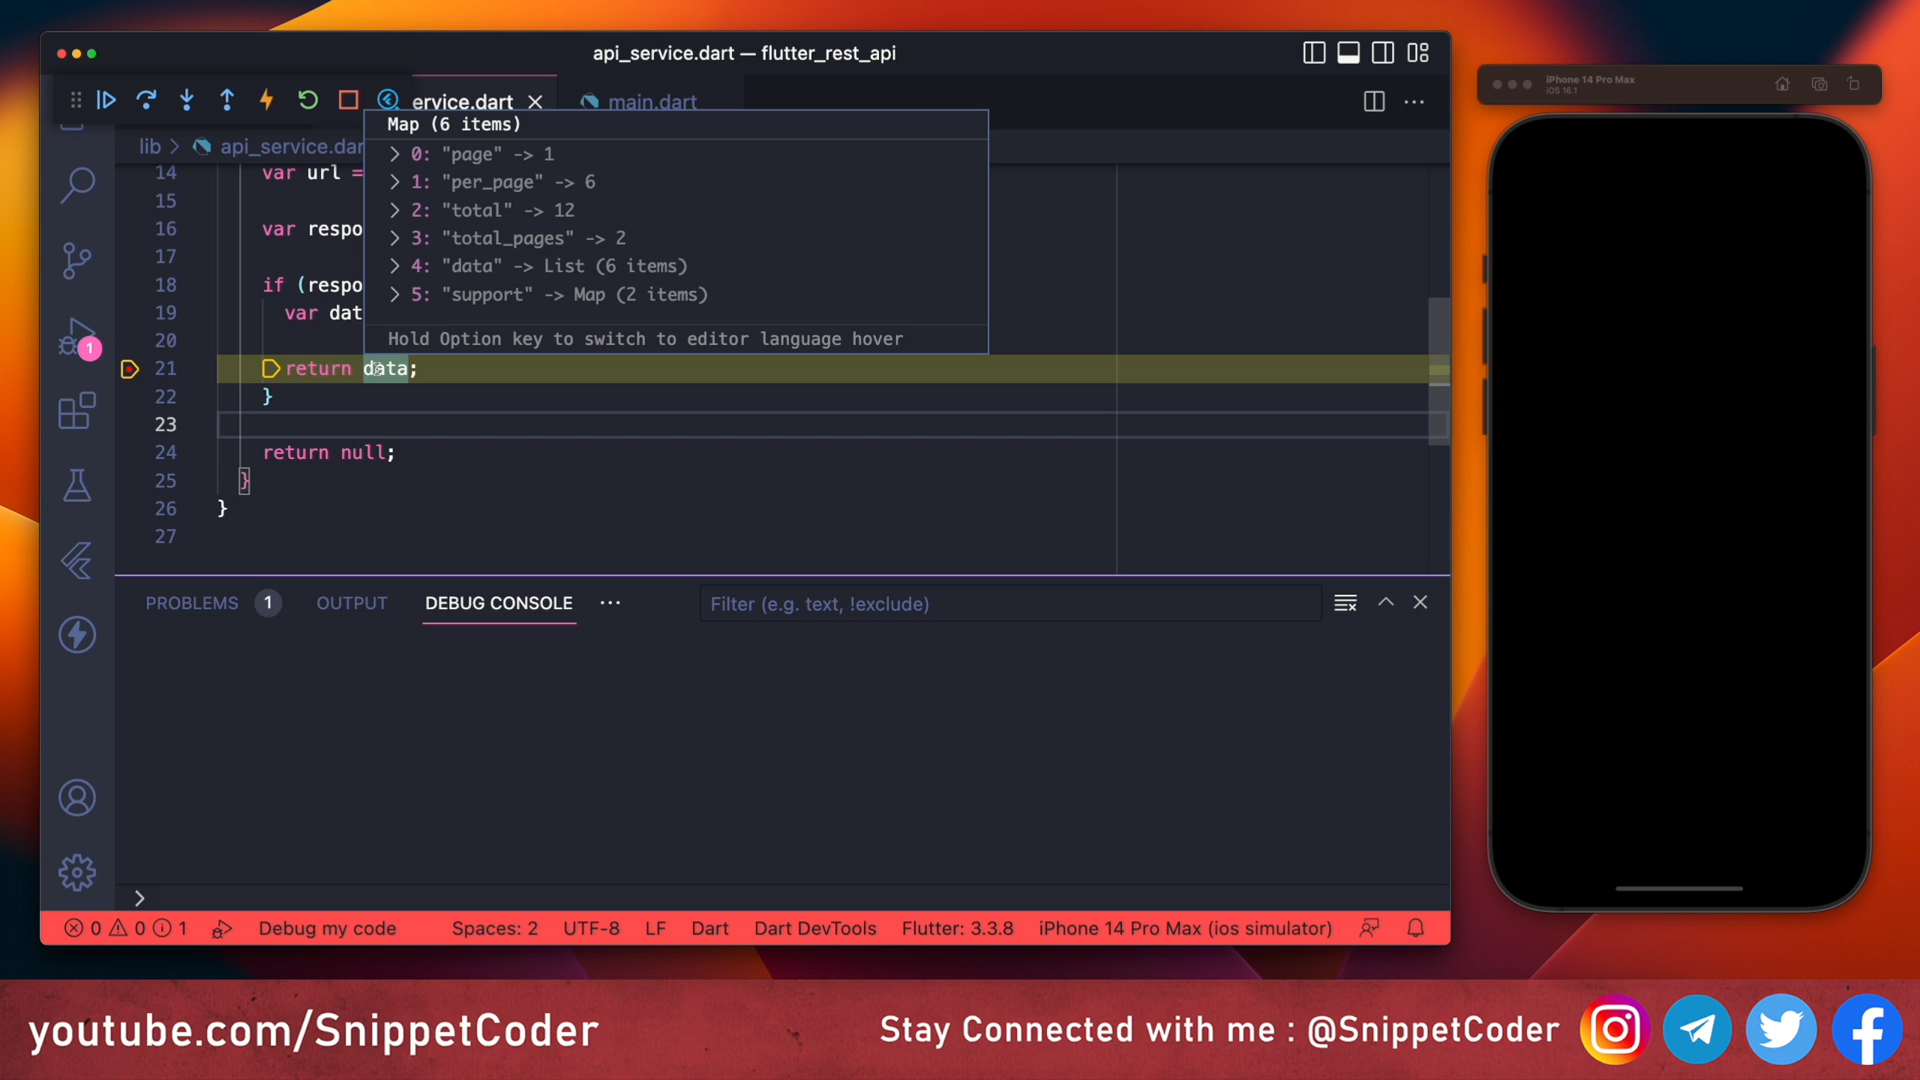 api_service.dart — flutter_rest_api
ervice.dart
main.dart
lib > api_service.dar
Map (6 items)
0: "page" -> 1
1: "per_page" -> 6
2: "total" -> 12
3: "total_pages" -> 2
4: "data" -> List (6 items)
5: "support" -> Map (2 items)
Hold Option key to switch to editor language hover
14 var url =
15
16 var respo
17
18 if (respo
19 var dat
20
21 return data;
22 }
23
24 return null;
25 }
26 }
27
1
PROBLEMS 1 OUTPUT DEBUG CONSOLE ...
Filter (e.g. text, !exclude)
>
0 0 1 Debug my code Spaces: 2 UTF-8 LF Dart Dart DevTools Flutter: 3.3.8 iPhone 14 Pro Max (ios simulator)
iPhone 14 Pro Max
iOS 16.1
youtube.com/SnippetCoder
Stay Connected with me : @SnippetCoder